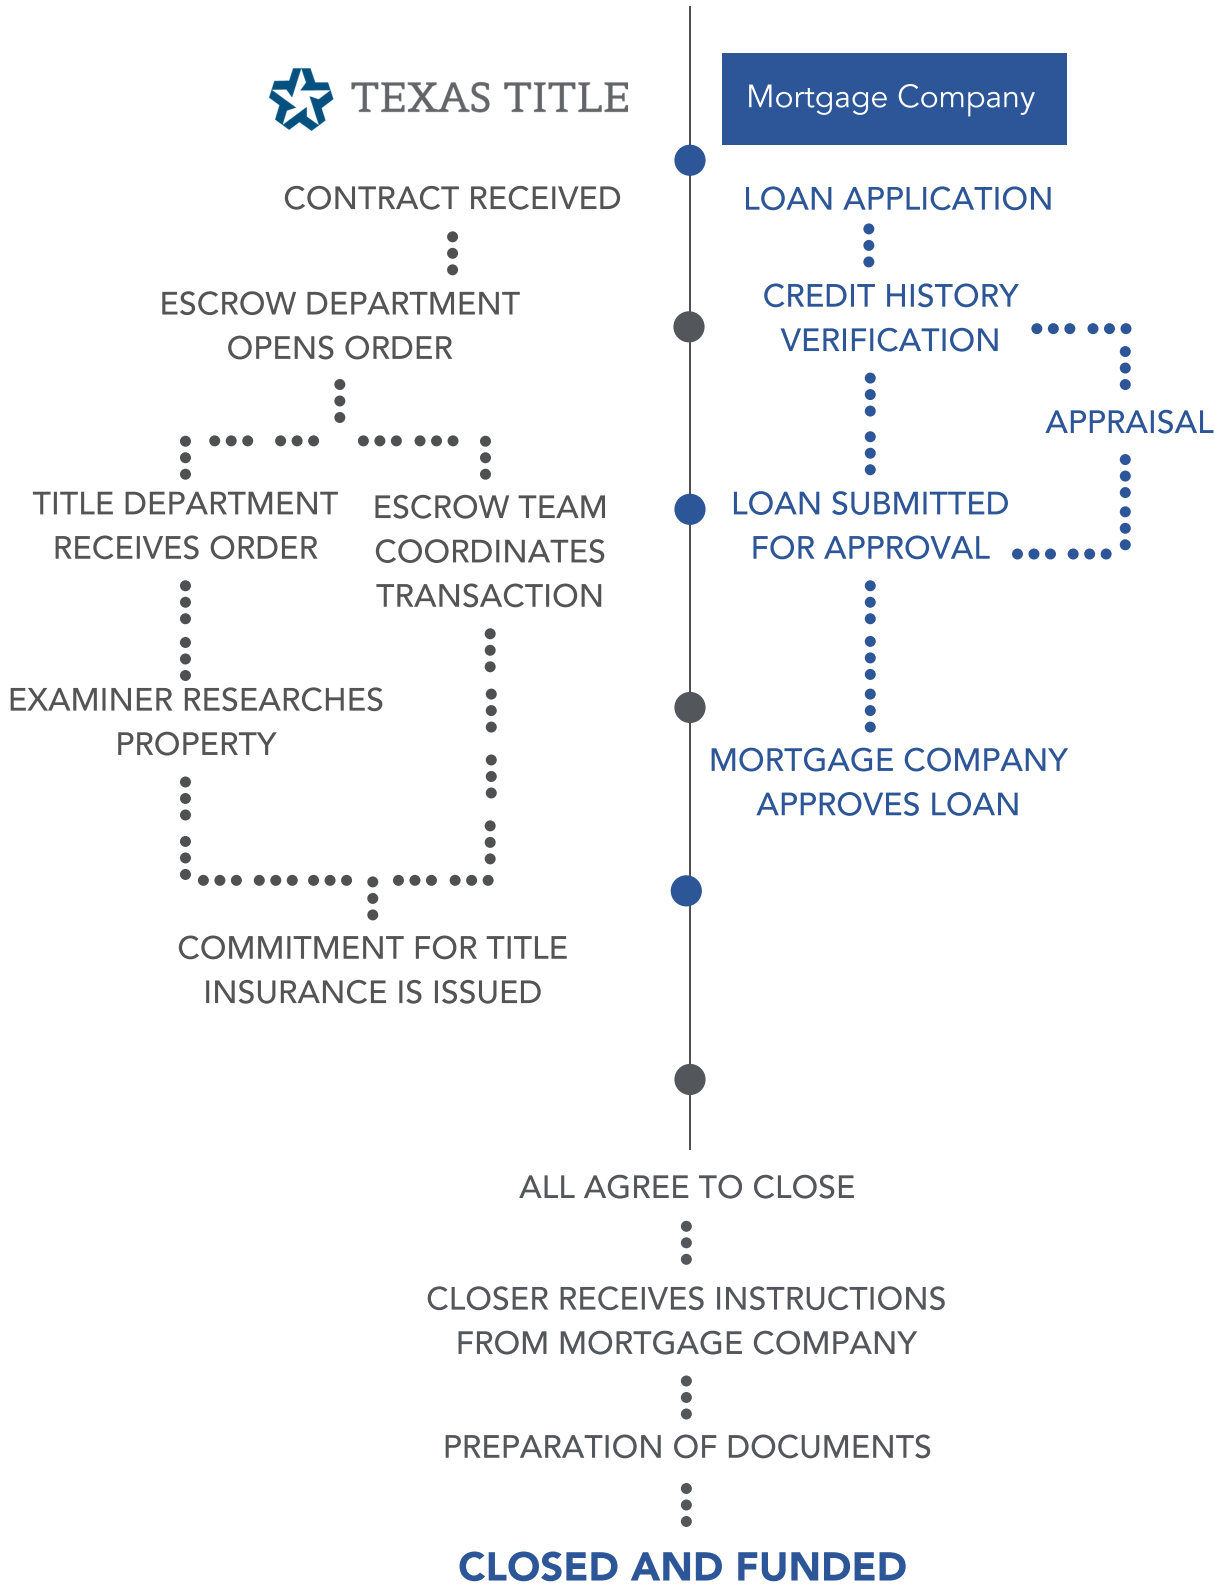 TEXAS TITLE
Mortgage Company
CONTRACT RECEIVED
ESCROW DEPARTMENT
OPENS ORDER
TITLE DEPARTMENT
RECEIVES ORDER
ESCROW TEAM
COORDINATES
TRANSACTION
EXAMINER RESEARCHES
PROPERTY
COMMITMENT FOR TITLE
INSURANCE IS ISSUED
LOAN APPLICATION
CREDIT HISTORY
VERIFICATION
APPRAISAL
LOAN SUBMITTED
FOR APPROVAL
MORTGAGE COMPANY
APPROVES LOAN
ALL AGREE TO CLOSE
CLOSER RECEIVES INSTRUCTIONS
FROM MORTGAGE COMPANY
PREPARATION OF DOCUMENTS
CLOSED AND FUNDED